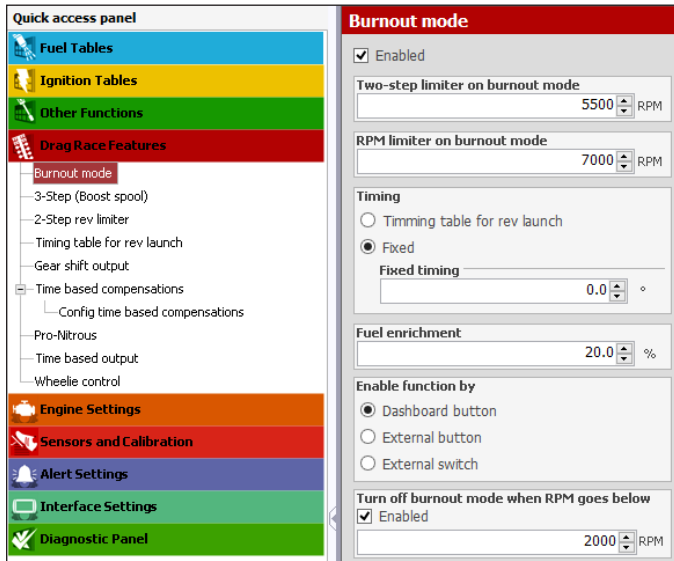 Quick access panel
Fuel Tables
Ignition Tables
Other Functions
Drag Race Features
Burnout mode
3-Step (Boost spool)
2-Step rev limiter
Timing table for rev launch
Gear shift output
Time based compensations
Config time based compensations
Pro-Nitrous
Time based output
Wheelie control
Engine Settings
Sensors and Calibration
Alert Settings
Interface Settings
Diagnostic Panel
Burnout mode
Enabled
Two-step limiter on burnout mode
5500 RPM
RPM limiter on burnout mode
7000 RPM
Timing
Timming table for rev launch
Fixed
Fixed timing
0.0 °
Fuel enrichment
20.0 %
Enable function by
Dashboard button
External button
External switch
Turn off burnout mode when RPM goes below
Enabled
2000 RPM